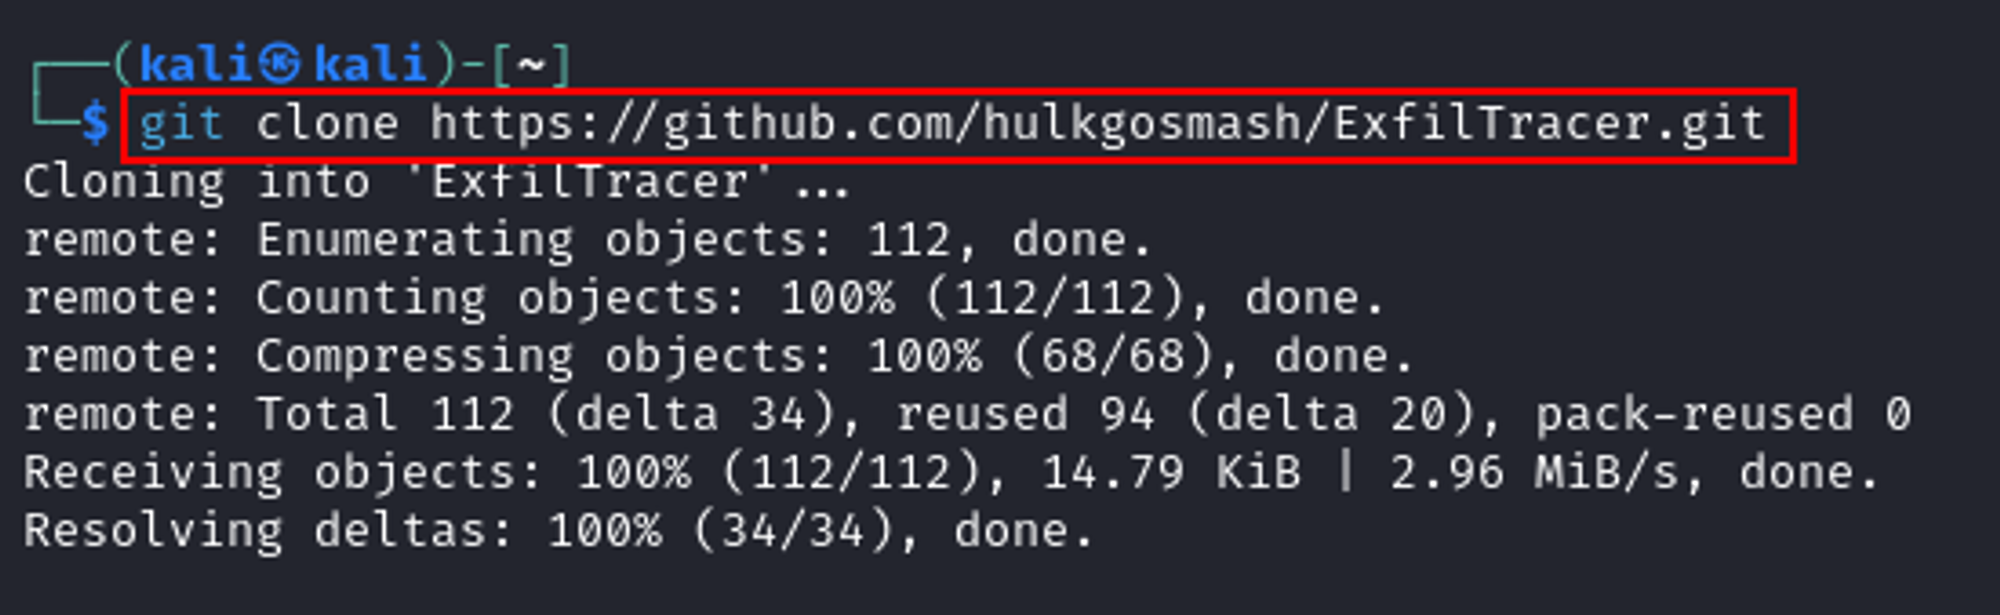 ┌──(kali㉿kali)-[~]
└─$ git clone https://github.com/hulkgosmash/ExfilTracer.git
Cloning into 'ExfilTracer'...
remote: Enumerating objects: 112, done.
remote: Counting objects: 100% (112/112), done.
remote: Compressing objects: 100% (68/68), done.
remote: Total 112 (delta 34), reused 94 (delta 20), pack-reused 0
Receiving objects: 100% (112/112), 14.79 KiB | 2.96 MiB/s, done.
Resolving deltas: 100% (34/34), done.